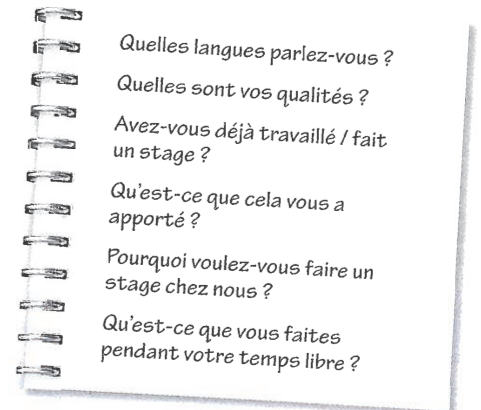 Quelles langues parlez-vous ?
Quelles sont vos qualités ?
Avez-vous déjà travaillé / fait
un stage ?
Qu'est-ce que cela vous a
apporté ?
Pourquoi voulez-vous faire un
stage chez nous ?
Qu'est-ce que vous faites
pendant votre temps libre ?